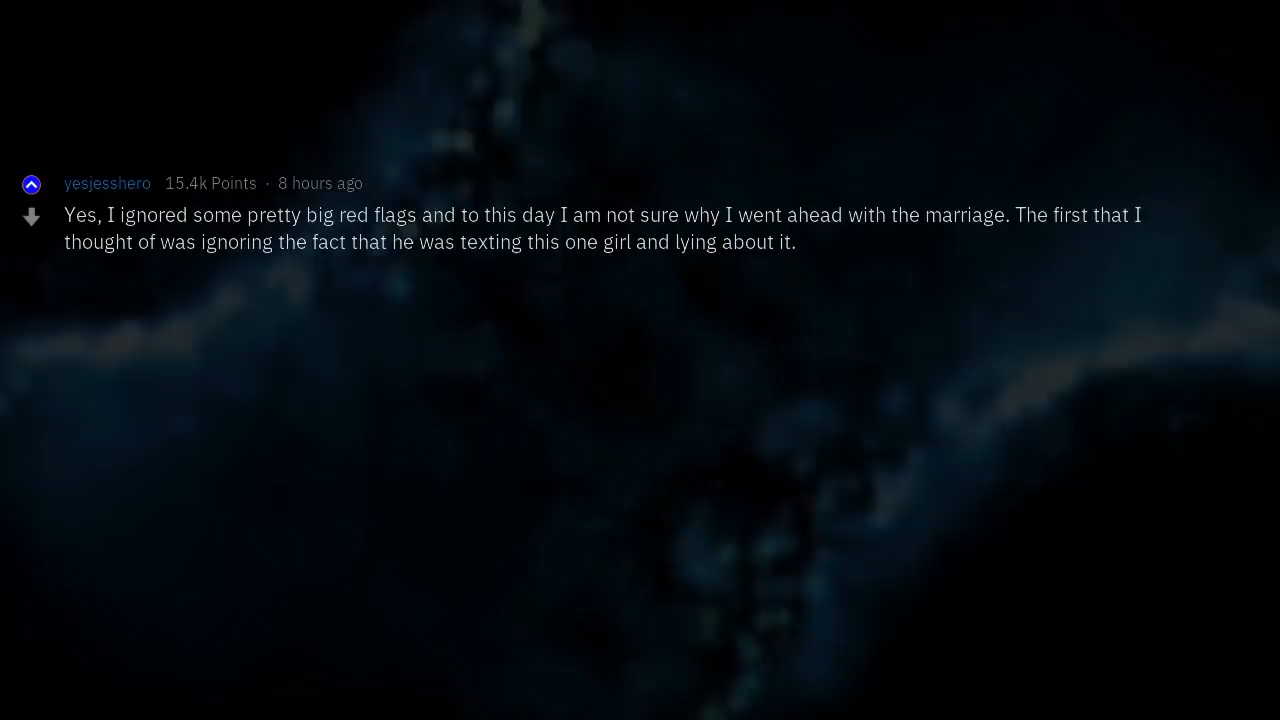 yesjesshero 15.4k Points · 8 hours ago
Yes, I ignored some pretty big red flags and to this day I am not sure why I went ahead with the marriage. The first that I
thought of was ignoring the fact that he was texting this one girl and lying about it.